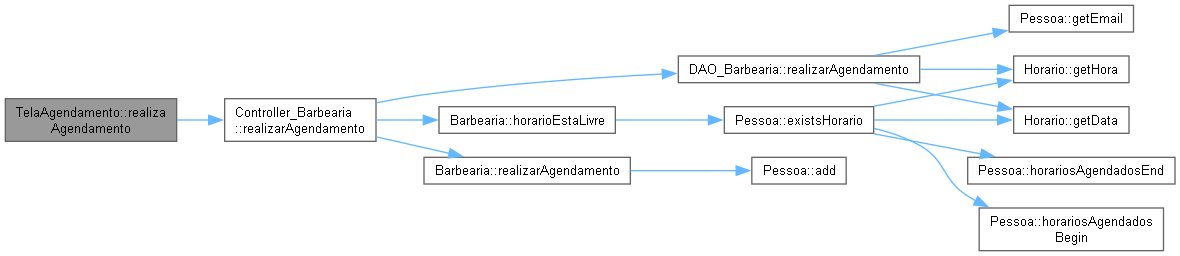 TelaAgendamento::realiza
Agendamento
Controller_Barbearia
::realizarAgendamento
DAO_Barbearia::realizarAgendamento
Barbearia::horarioEstaLivre
Barbearia::realizarAgendamento
Pessoa::existsHorario
Pessoa::add
Pessoa::getEmail
Horario::getHora
Horario::getData
Pessoa::horariosAgendadosEnd
Pessoa::horariosAgendados
Begin